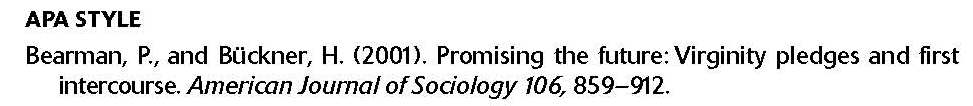 APA STYLE
Bearman, P., and Bückner, H. (2001). Promising the future: Virginity pledges and first
intercourse. American Journal of Sociology 106, 859–912.